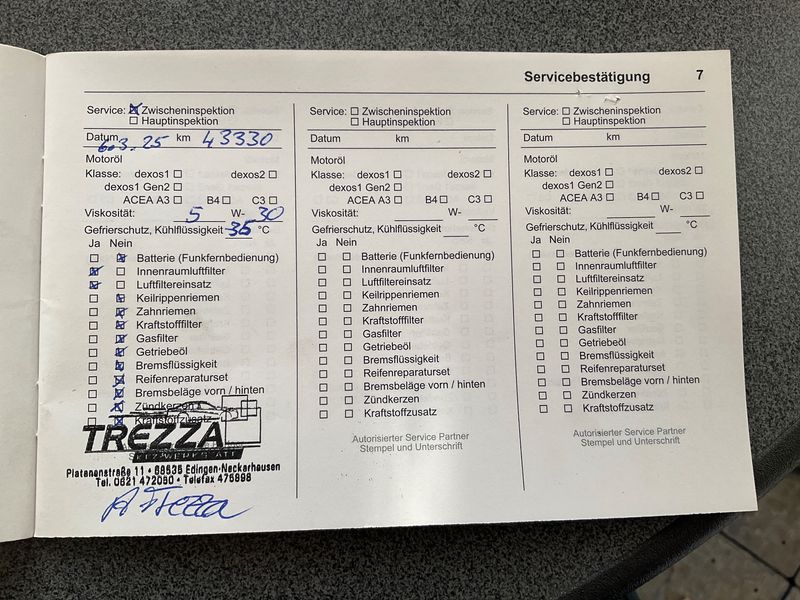 Servicebestätigung 7
Service: ☒ Zwischeninspektion
☐ Hauptinspektion
Datum 6.3.25 km 43330
Motoröl
Klasse: dexos1 ☐ dexos2 ☐
dexos1 Gen2 ☐
ACEA A3 ☐ B4 ☐ C3 ☐
Viskosität: 5 W- 30
Gefrierschutz, Kühlflüssigkeit -35 °C
Ja Nein
☐ ☒ Batterie (Funkfernbedienung)
☒ ☐ Innenraumluftfilter
☒ ☐ Luftfiltereinsatz
☐ ☒ Keilrippenriemen
☐ ☒ Zahnriemen
☐ ☒ Kraftstofffilter
☐ ☒ Gasfilter
☐ ☒ Getriebeöl
☐ ☒ Bremsflüssigkeit
☐ ☒ Reifenreparaturset
☐ ☒ Bremsbeläge vorn / hinten
☐ ☒ Zündkerzen
☐ ☒ Kraftstoffzusatz
TREZZA
KFZ-WERKSTATT
Platanenstraße 11 • 68535 Edingen-Neckarhausen
Tel. 0621 472080 • Telefax 475898
A Trezza
Service: ☐ Zwischeninspektion
☐ Hauptinspektion
Datum km
Motoröl
Klasse: dexos1 ☐ dexos2 ☐
dexos1 Gen2 ☐
ACEA A3 ☐ B4 ☐ C3 ☐
Viskosität: W-
Gefrierschutz, Kühlflüssigkeit °C
Ja Nein
☐ ☐ Batterie (Funkfernbedienung)
☐ ☐ Innenraumluftfilter
☐ ☐ Luftfiltereinsatz
☐ ☐ Keilrippenriemen
☐ ☐ Zahnriemen
☐ ☐ Kraftstofffilter
☐ ☐ Gasfilter
☐ ☐ Getriebeöl
☐ ☐ Bremsflüssigkeit
☐ ☐ Reifenreparaturset
☐ ☐ Bremsbeläge vorn / hinten
☐ ☐ Zündkerzen
☐ ☐ Kraftstoffzusatz
Autorisierter Service Partner
Stempel und Unterschrift
Service: ☐ Zwischeninspektion
☐ Hauptinspektion
Datum km
Motoröl
Klasse: dexos1 ☐ dexos2 ☐
dexos1 Gen2 ☐
ACEA A3 ☐ B4 ☐ C3 ☐
Viskosität: W-
Gefrierschutz, Kühlflüssigkeit °C
Ja Nein
☐ ☐ Batterie (Funkfernbedienung)
☐ ☐ Innenraumluftfilter
☐ ☐ Luftfiltereinsatz
☐ ☐ Keilrippenriemen
☐ ☐ Zahnriemen
☐ ☐ Kraftstofffilter
☐ ☐ Gasfilter
☐ ☐ Getriebeöl
☐ ☐ Bremsflüssigkeit
☐ ☐ Reifenreparaturset
☐ ☐ Bremsbeläge vorn / hinten
☐ ☐ Zündkerzen
☐ ☐ Kraftstoffzusatz
Autorisierter Service Partner
Stempel und Unterschrift